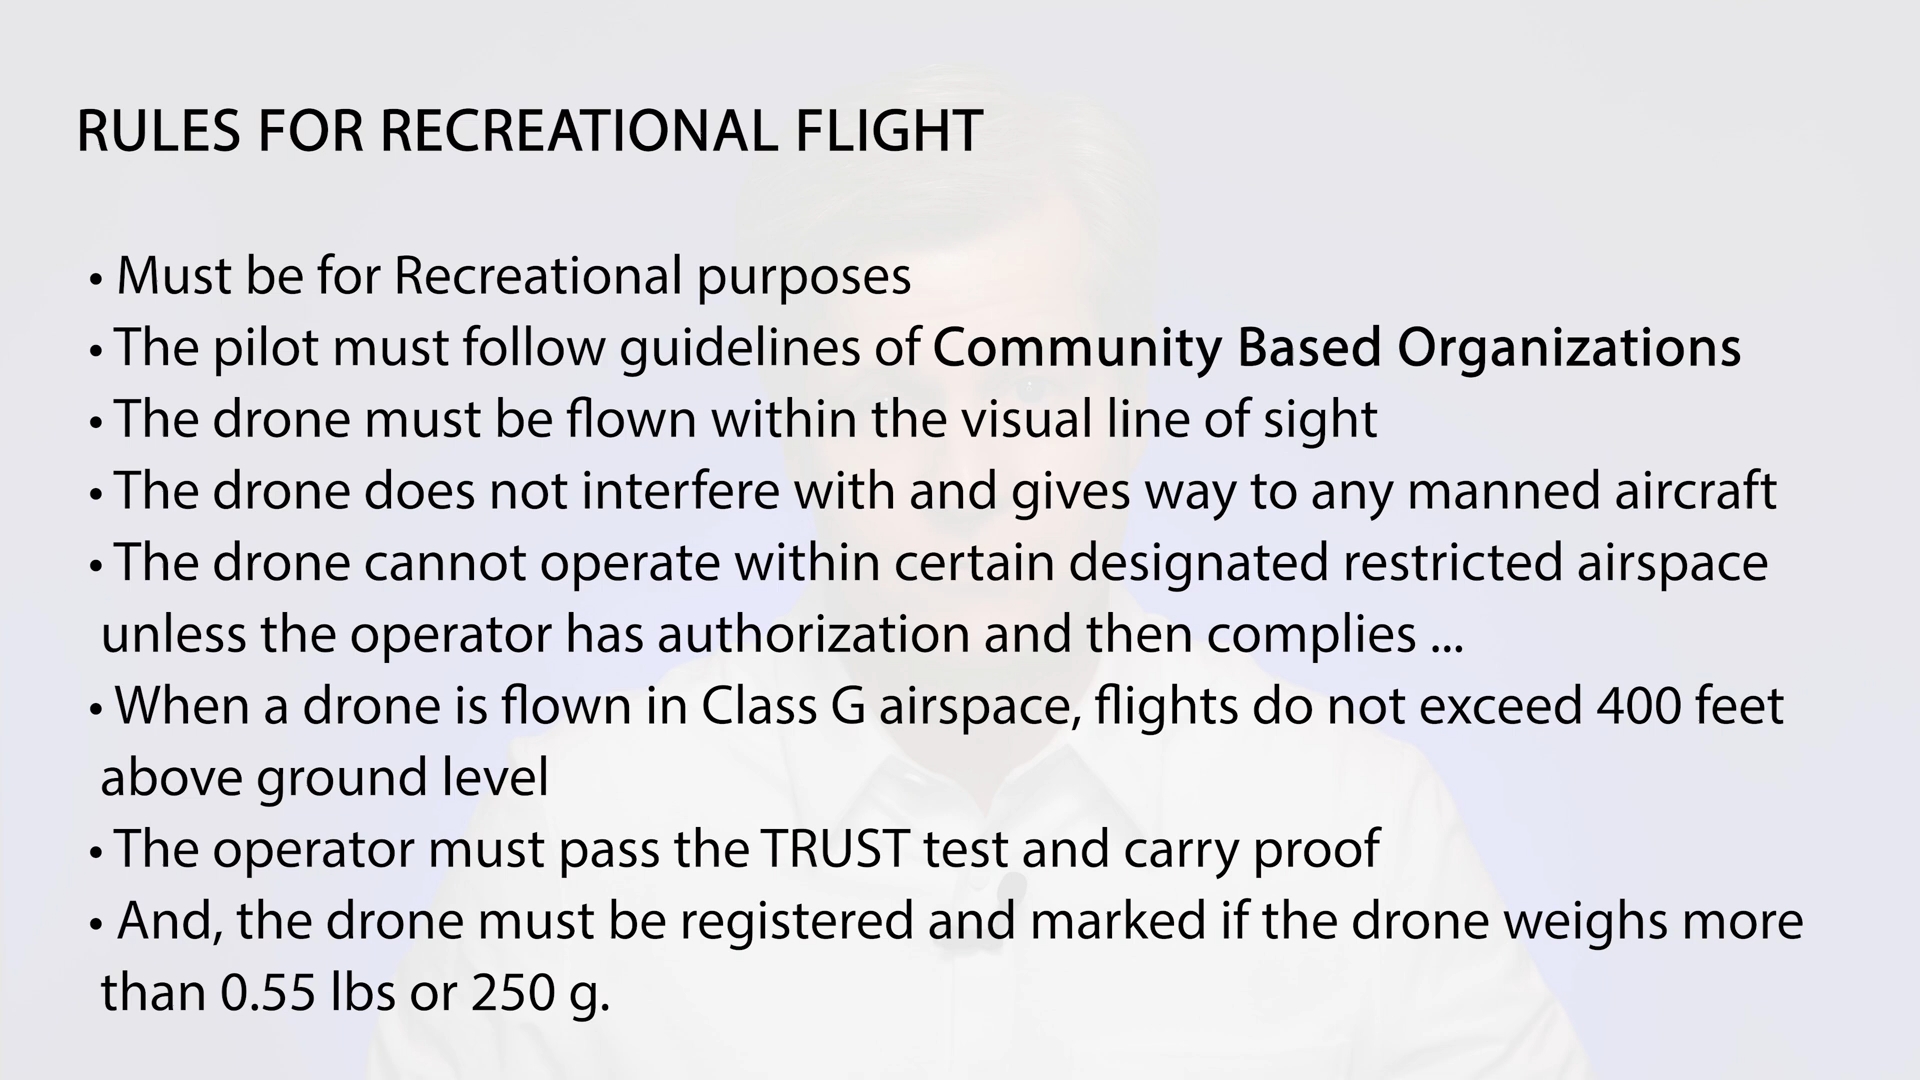 RULES FOR RECREATIONAL FLIGHT
• Must be for Recreational purposes
• The pilot must follow guidelines of Community Based Organizations
• The drone must be flown within the visual line of sight
• The drone does not interfere with and gives way to any manned aircraft
• The drone cannot operate within certain designated restricted airspace
unless the operator has authorization and then complies ...
• When a drone is flown in Class G airspace, flights do not exceed 400 feet
above ground level
• The operator must pass the TRUST test and carry proof
• And, the drone must be registered and marked if the drone weighs more
than 0.55 lbs or 250 g.